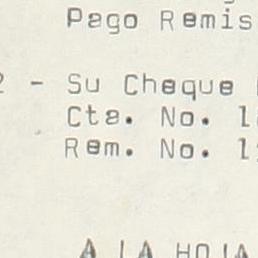 Pago Remis
2 - Su Cheque
Cta. No. 1
Rem. No. 1
A LA HOJA